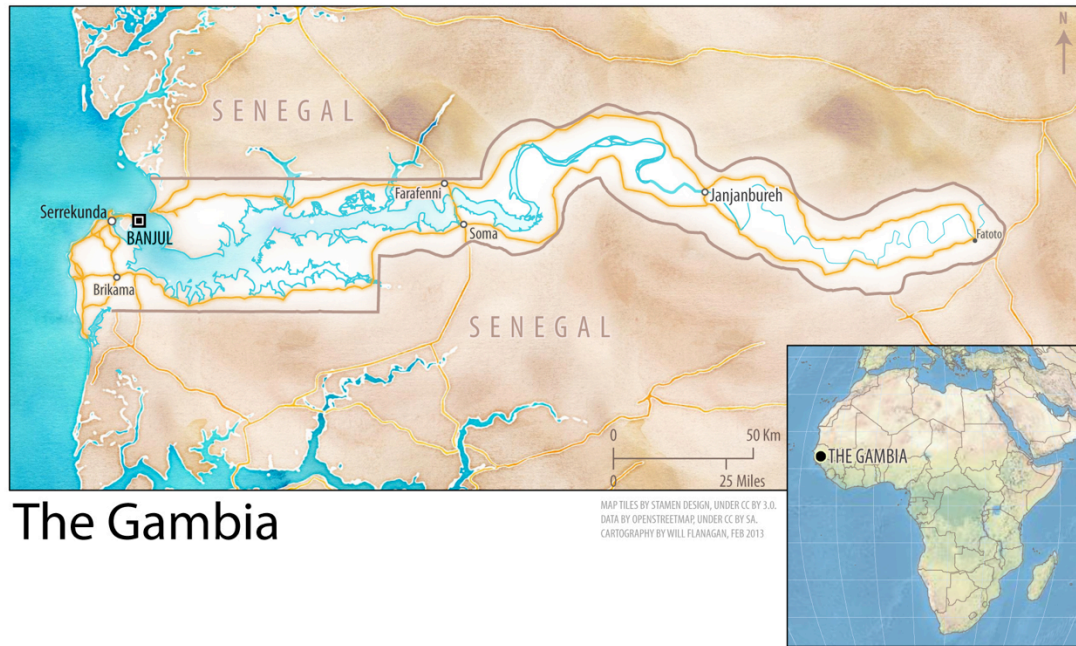 N
SENEGAL
Farafenni
Janjanbureh
Serrekunda
BANJUL
Soma
Fatoto
Brikama
SENEGAL
0 50 Km
0 25 Miles
THE GAMBIA
The Gambia
MAP TILES BY STAMEN DESIGN, UNDER CC BY 3.0.
DATA BY OPENSTREETMAP, UNDER CC BY SA.
CARTOGRAPHY BY WILL FLANAGAN, FEB 2013